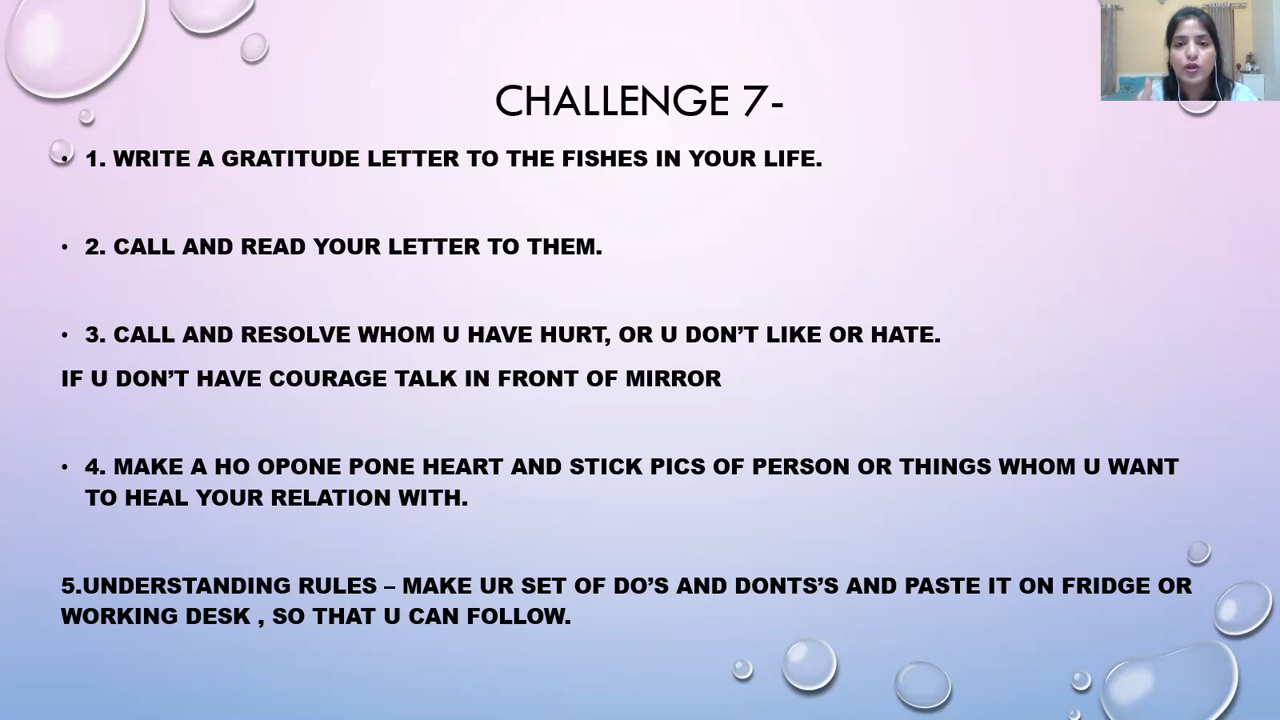 CHALLENGE 7-
• 1. WRITE A GRATITUDE LETTER TO THE FISHES IN YOUR LIFE.
• 2. CALL AND READ YOUR LETTER TO THEM.
• 3. CALL AND RESOLVE WHOM U HAVE HURT, OR U DON’T LIKE OR HATE.
IF U DON’T HAVE COURAGE TALK IN FRONT OF MIRROR
• 4. MAKE A HO OPONE PONE HEART AND STICK PICS OF PERSON OR THINGS WHOM U WANT
TO HEAL YOUR RELATION WITH.
5.UNDERSTANDING RULES – MAKE UR SET OF DO’S AND DONTS’S AND PASTE IT ON FRIDGE OR
WORKING DESK , SO THAT U CAN FOLLOW.